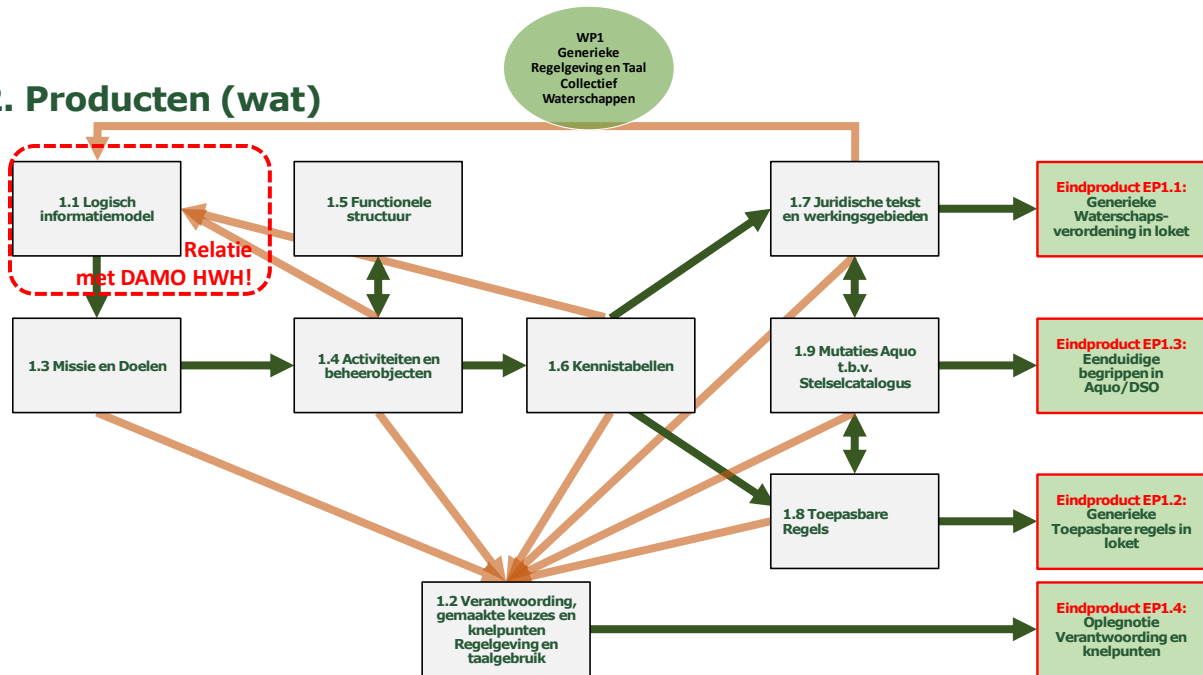 WP1
Generieke
Regelgeving en Taal
Collectief
Waterschappen
2. Producten (wat)
1.1 Logisch
informatiemodel
Relatie
met DAMO HWH!
1.5 Functionele
structuur
1.7 Juridische tekst
en werkingsgebieden
Eindproduct EP1.1:
Generieke
Waterschaps-
verordening in loket
1.3 Missie en Doelen
1.4 Activiteiten en
beheerobjecten
1.6 Kennistabellen
1.9 Mutaties Aquo
t.b.v.
Stelselcatalogus
Eindproduct EP1.3:
Eenduidige
begrippen in
Aquo/DSO
1.8 Toepasbare
Regels
Eindproduct EP1.2:
Generieke
Toepasbare regels in
loket
1.2 Verantwoording,
gemaakte keuzes en
knelpunten
Regelgeving en
taalgebruik
Eindproduct EP1.4:
Oplegnotie
Verantwoording en
knelpunten